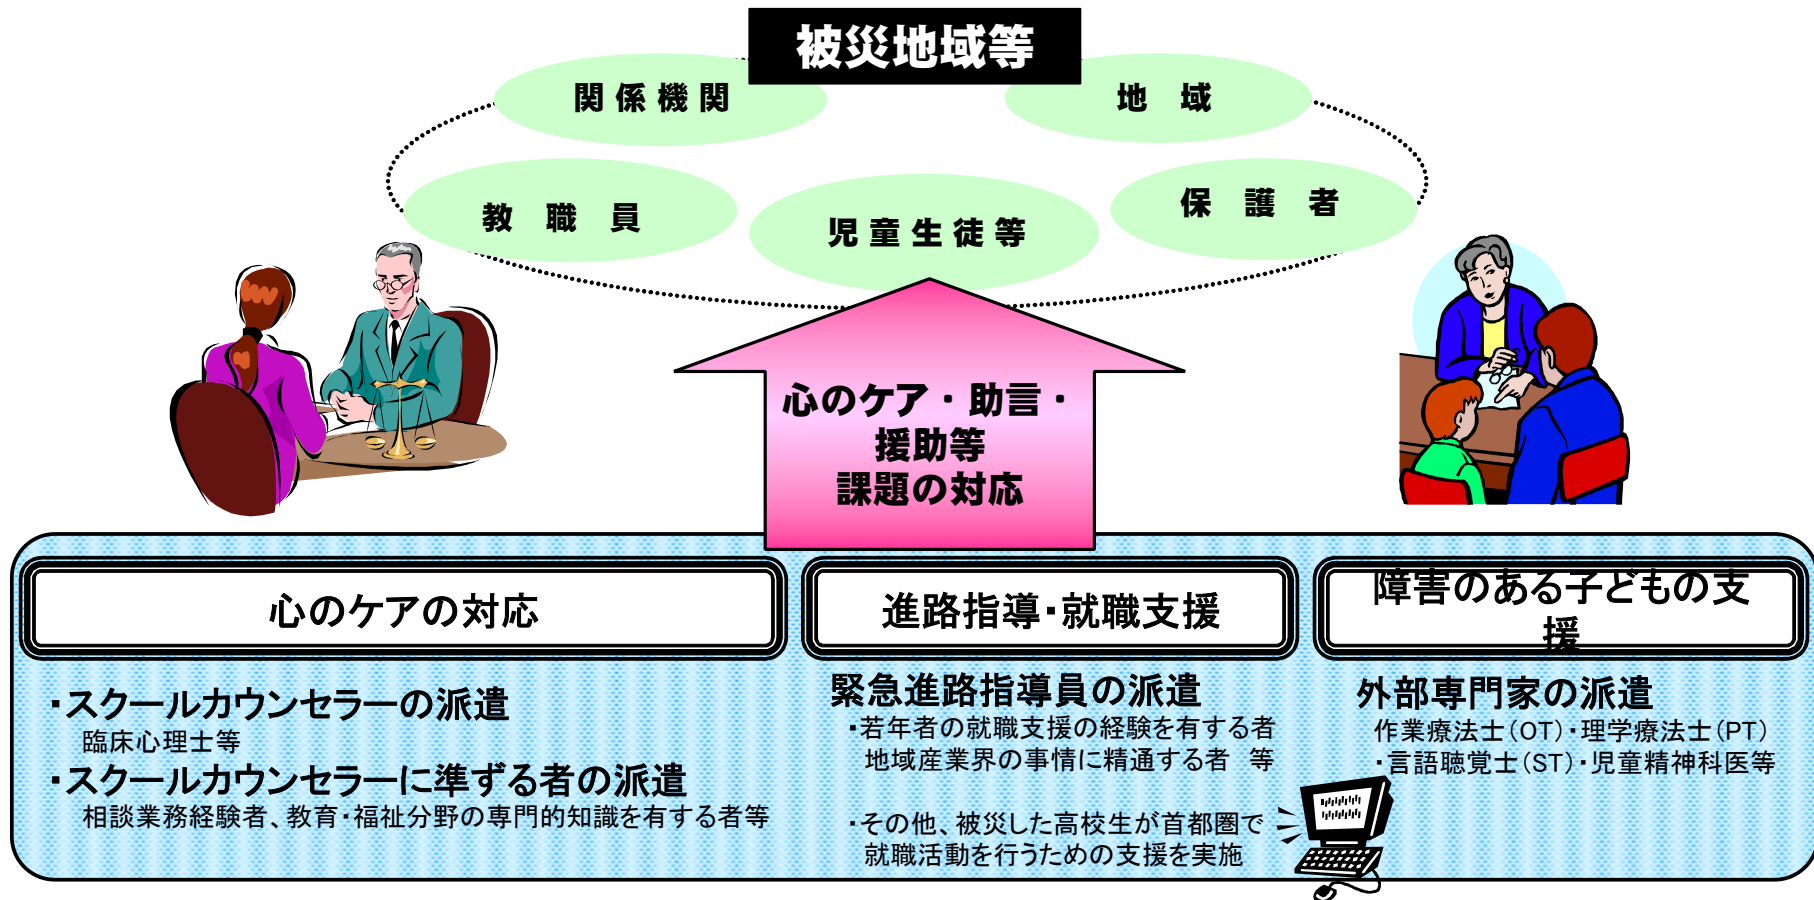 被災地域等
関係機関
地　域
教　職　員
児童生徒等
保　護　者
心のケア・助言・
援助等
課題の対応
心のケアの対応
・スクールカウンセラーの派遣
臨床心理士等
・スクールカウンセラーに準ずる者の派遣
相談業務経験者、教育・福祉分野の専門的知識を有する者等
進路指導・就職支援
緊急進路指導員の派遣
・若年者の就職支援の経験を有する者
地域産業界の事情に精通する者　等
・その他、被災した高校生が首都圏で
就職活動を行うための支援を実施
障害のある子どもの支
援
外部専門家の派遣
作業療法士(OT)・理学療法士(PT)
・言語聴覚士(ST)・児童精神科医等